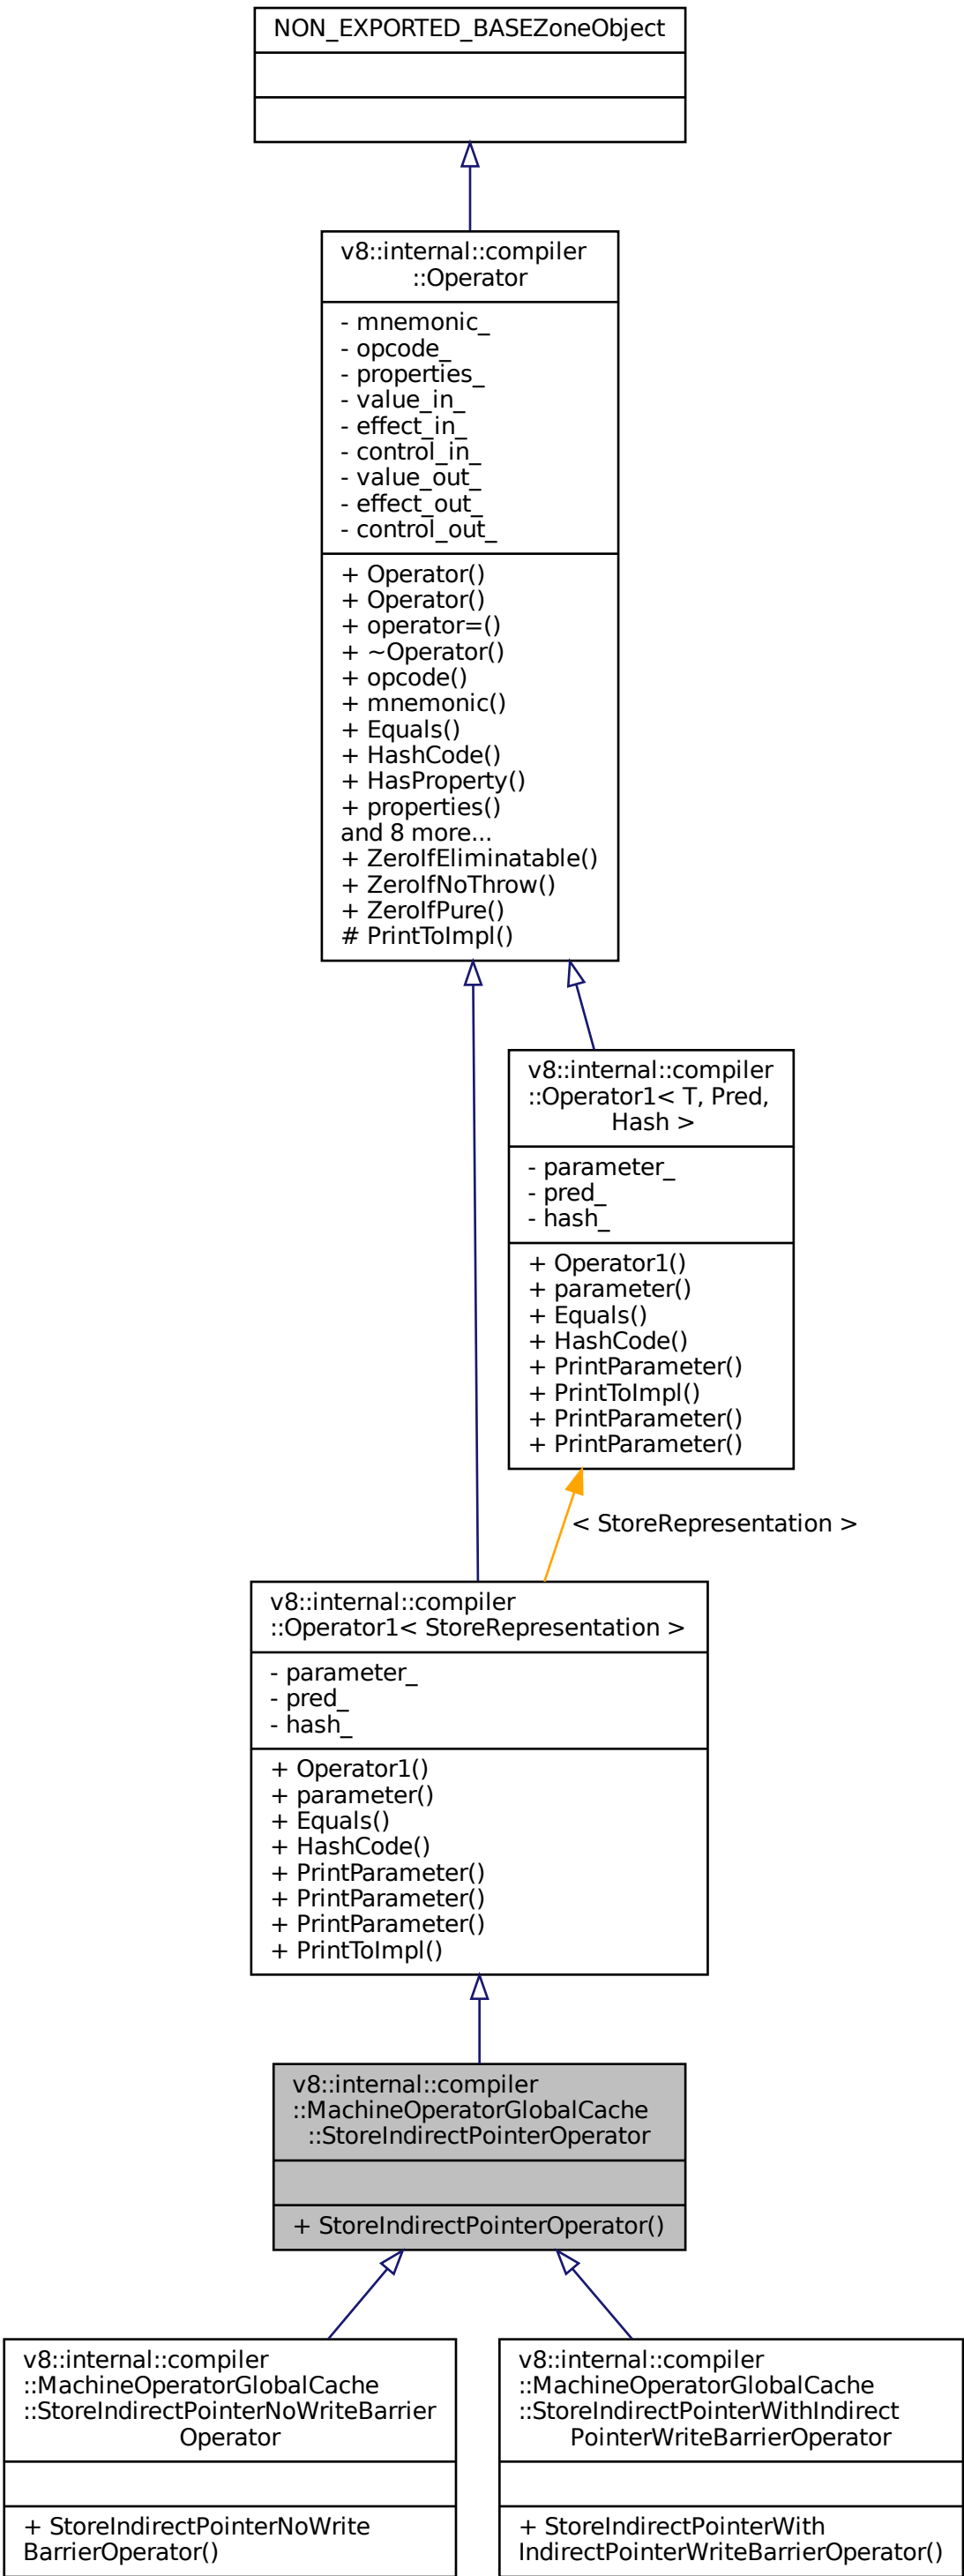 NON_EXPORTED_BASEZoneObject
v8::internal::compiler
::Operator
- mnemonic_
- opcode_
- properties_
- value_in_
- effect_in_
- control_in_
- value_out_
- effect_out_
- control_out_
+ Operator()
+ Operator()
+ operator=()
+ ~Operator()
+ opcode()
+ mnemonic()
+ Equals()
+ HashCode()
+ HasProperty()
+ properties()
and 8 more...
+ ZeroIfEliminatable()
+ ZeroIfNoThrow()
+ ZeroIfPure()
# PrintToImpl()
v8::internal::compiler
::Operator1< T, Pred,
Hash >
- parameter_
- pred_
- hash_
+ Operator1()
+ parameter()
+ Equals()
+ HashCode()
+ PrintParameter()
+ PrintToImpl()
+ PrintParameter()
+ PrintParameter()
< StoreRepresentation >
v8::internal::compiler
::Operator1< StoreRepresentation >
- parameter_
- pred_
- hash_
+ Operator1()
+ parameter()
+ Equals()
+ HashCode()
+ PrintParameter()
+ PrintParameter()
+ PrintParameter()
+ PrintToImpl()
v8::internal::compiler
::MachineOperatorGlobalCache
::StoreIndirectPointerOperator
+ StoreIndirectPointerOperator()
v8::internal::compiler
::MachineOperatorGlobalCache
::StoreIndirectPointerNoWriteBarrier
Operator
+ StoreIndirectPointerNoWrite
BarrierOperator()
v8::internal::compiler
::MachineOperatorGlobalCache
::StoreIndirectPointerWithIndirect
PointerWriteBarrierOperator
+ StoreIndirectPointerWith
IndirectPointerWriteBarrierOperator()